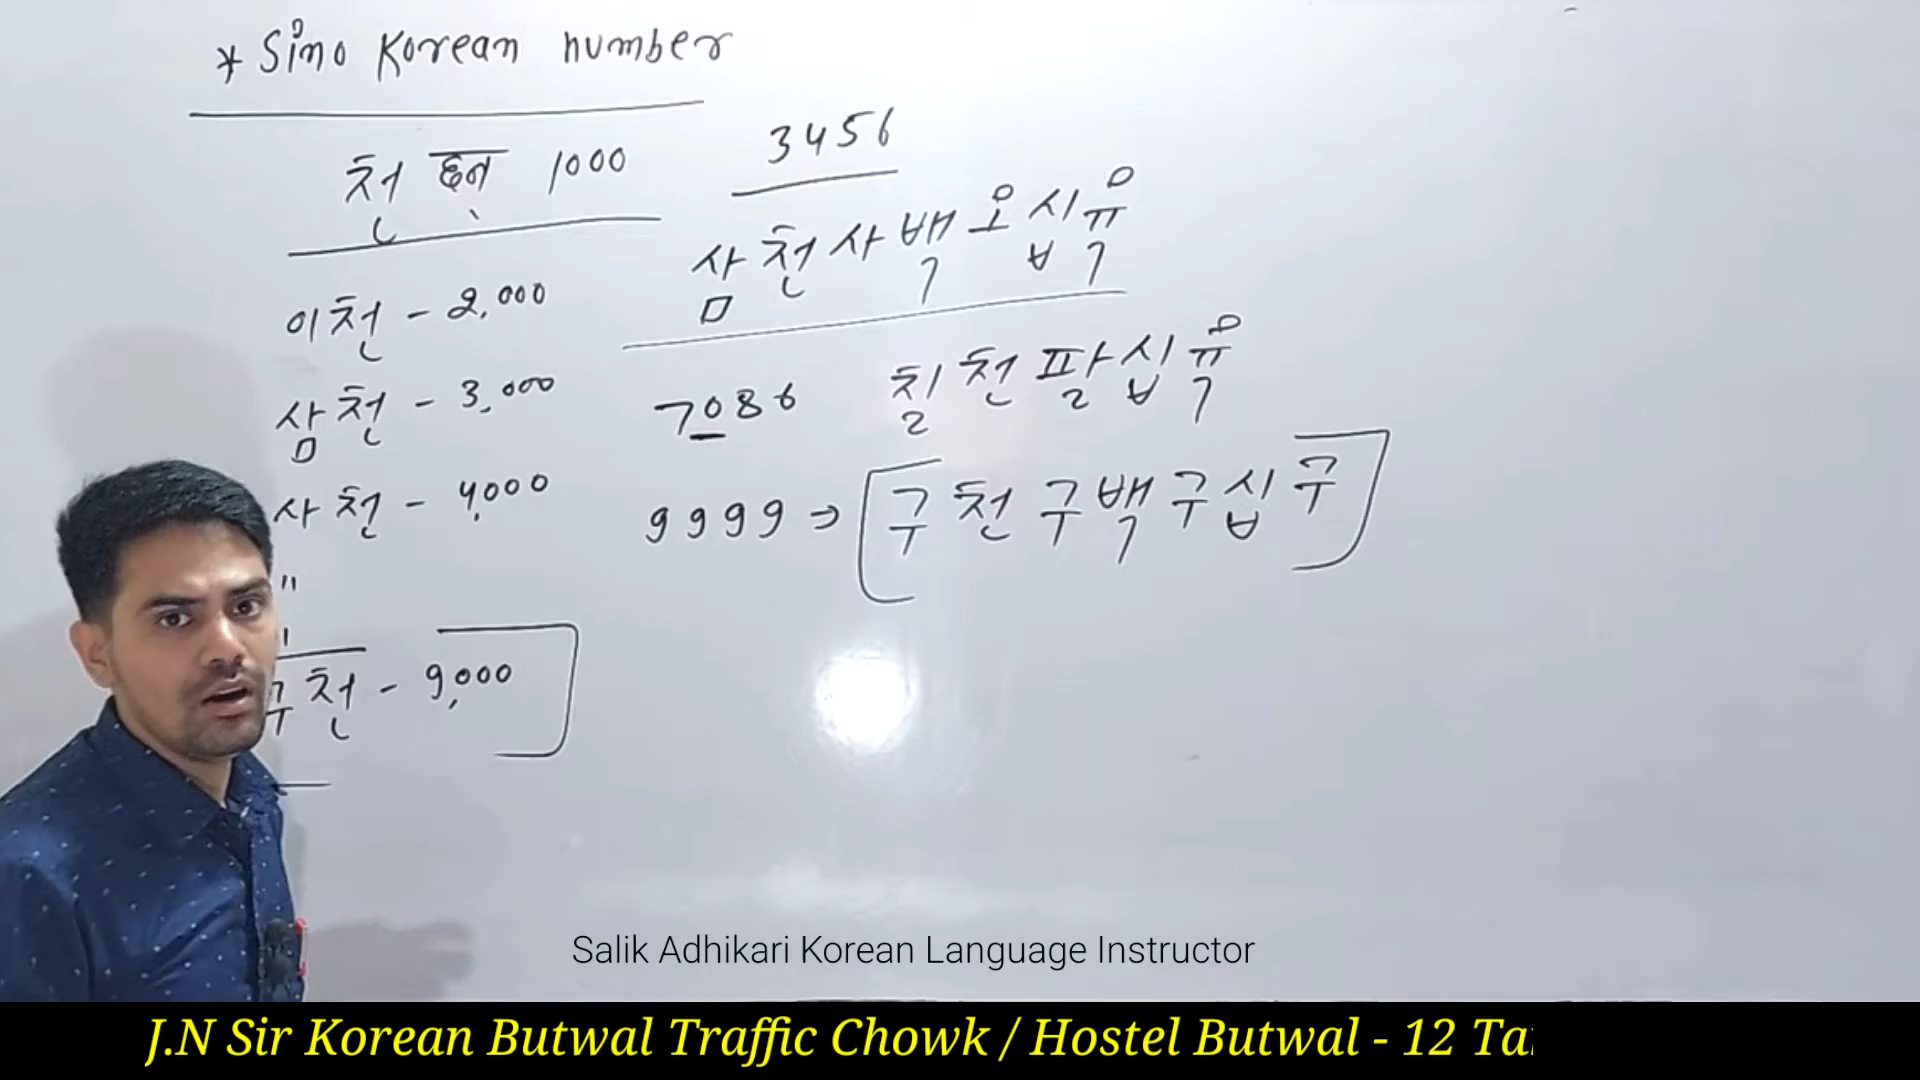 * Sino Korean number
천 छन 1000
이천 - 2,000
삼천 - 3,000
사천 - 4,000
"
구천 - 9,000
3456
삼천사백오십육
7086 칠천팔십육
9999 → 구천구백구십구
Salik Adhikari Korean Language Instructor
J.N Sir Korean Butwal Traffic Chowk / Hostel Butwal - 12 Ta